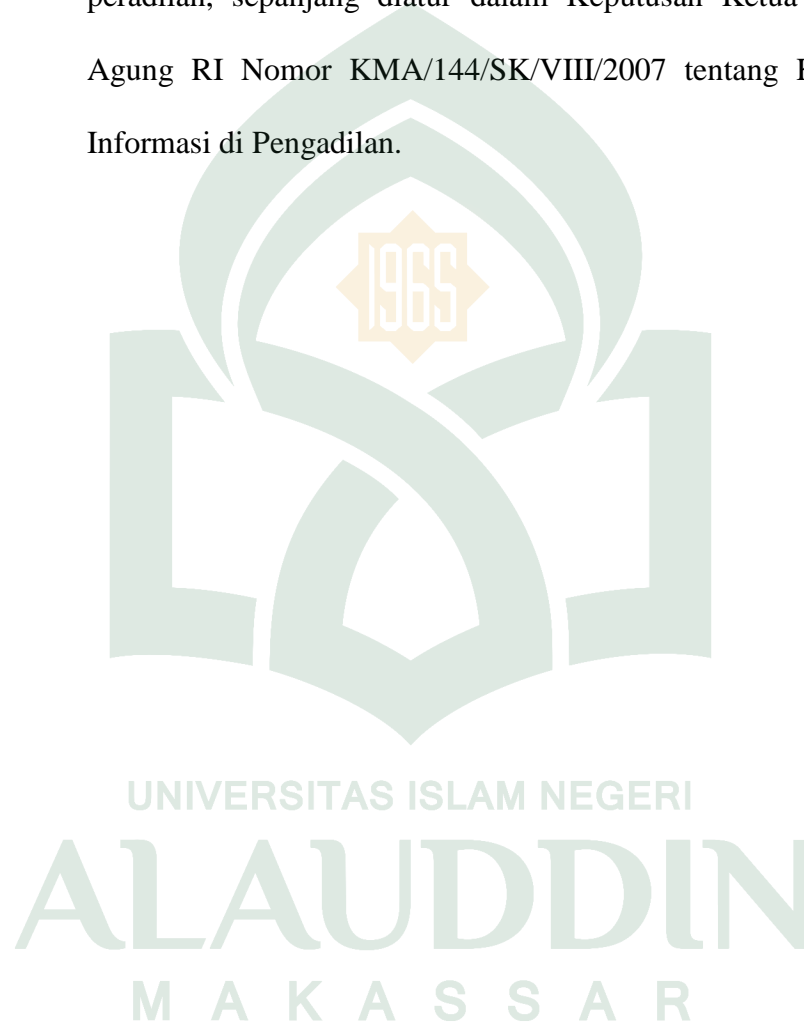 peradilan, sepanjang diatur dalam Keputusan Ketua
Agung RI Nomor KMA/144/SK/VIII/2007 tentang
Informasi di Pengadilan.
1965
UNIVERSITAS ISLAM NEGERI
ALAUDDIN
MAKASSAR